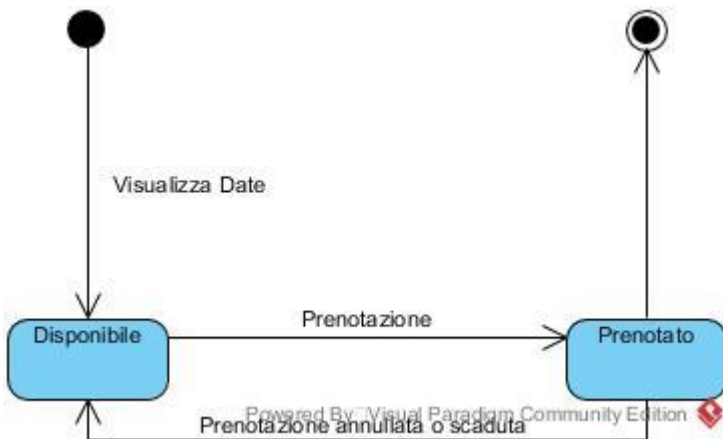 Visualizza Date
Prenotazione
Disponibile
Prenotato
Powered By Visual Paradigm Community Edition
Prenotazione annullata o scaduta